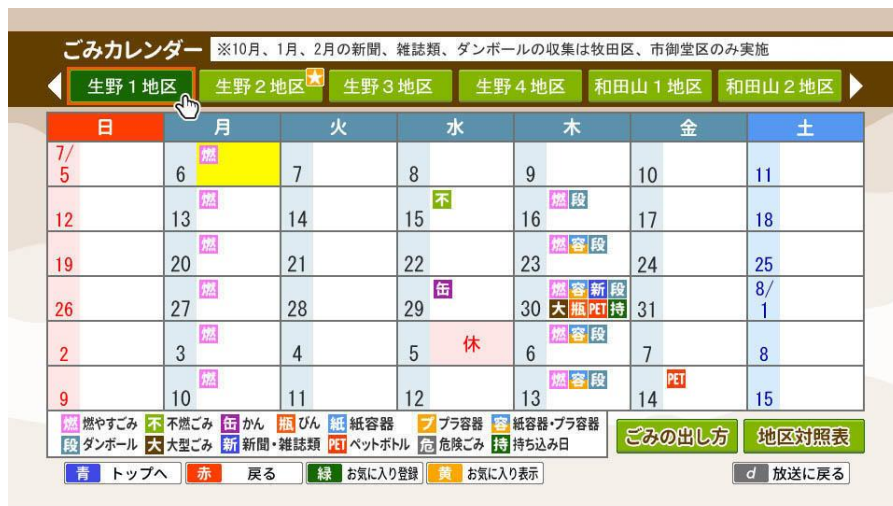 ごみカレンダー ※10月、1月、2月の新聞、雑誌類、ダンボールの収集は牧田区、市御堂区のみ実施
生野1地区 生野2地区 生野3地区 生野4地区 和田山1地区 和田山2地区
日 月 火 水 木 金 土
7/5 6 燃 7 8 9 10 11
12 13 燃 14 15 不 16 燃 段 17 18
19 20 燃 21 22 23 燃 容 段 24 25
26 27 燃 28 29 缶 30 燃 容 新 段 大 瓶 PET 持 31 8/1
2 3 燃 4 5 休 6 燃 容 段 7 8
9 10 燃 11 12 13 燃 容 段 14 PET 15
燃 燃やすごみ 不 不燃ごみ 缶 かん 瓶 びん 紙 紙容器 プ プラ容器 容 紙容器・プラ容器
段 ダンボール 大 大型ごみ 新 新聞・雑誌類 PET ペットボトル 危 危険ごみ 持 持ち込み日
ごみの出し方 地区対照表
青 トップへ 赤 戻る 緑 お気に入り登録 黄 お気に入り表示 d 放送に戻る